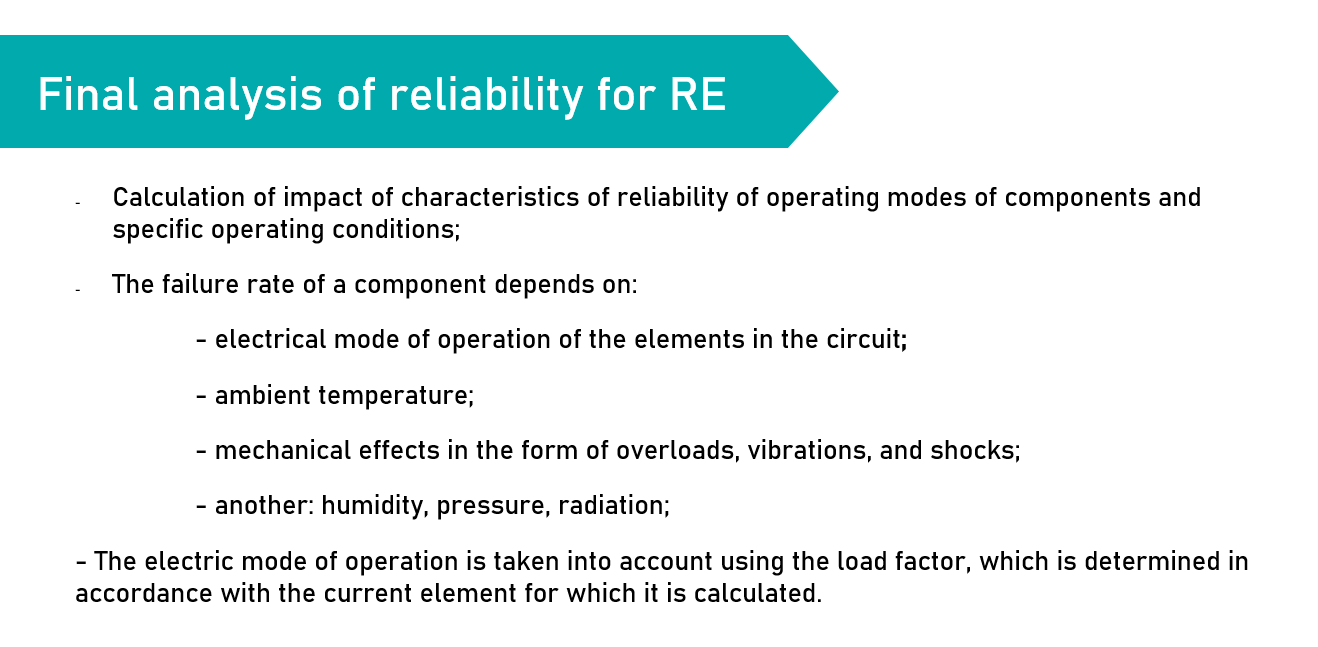 Final analysis of reliability for RE
- Calculation of impact of characteristics of reliability of operating modes of components and
specific operating conditions;
- The failure rate of a component depends on:
- electrical mode of operation of the elements in the circuit;
- ambient temperature;
- mechanical effects in the form of overloads, vibrations, and shocks;
- another: humidity, pressure, radiation;
- The electric mode of operation is taken into account using the load factor, which is determined in
accordance with the current element for which it is calculated.